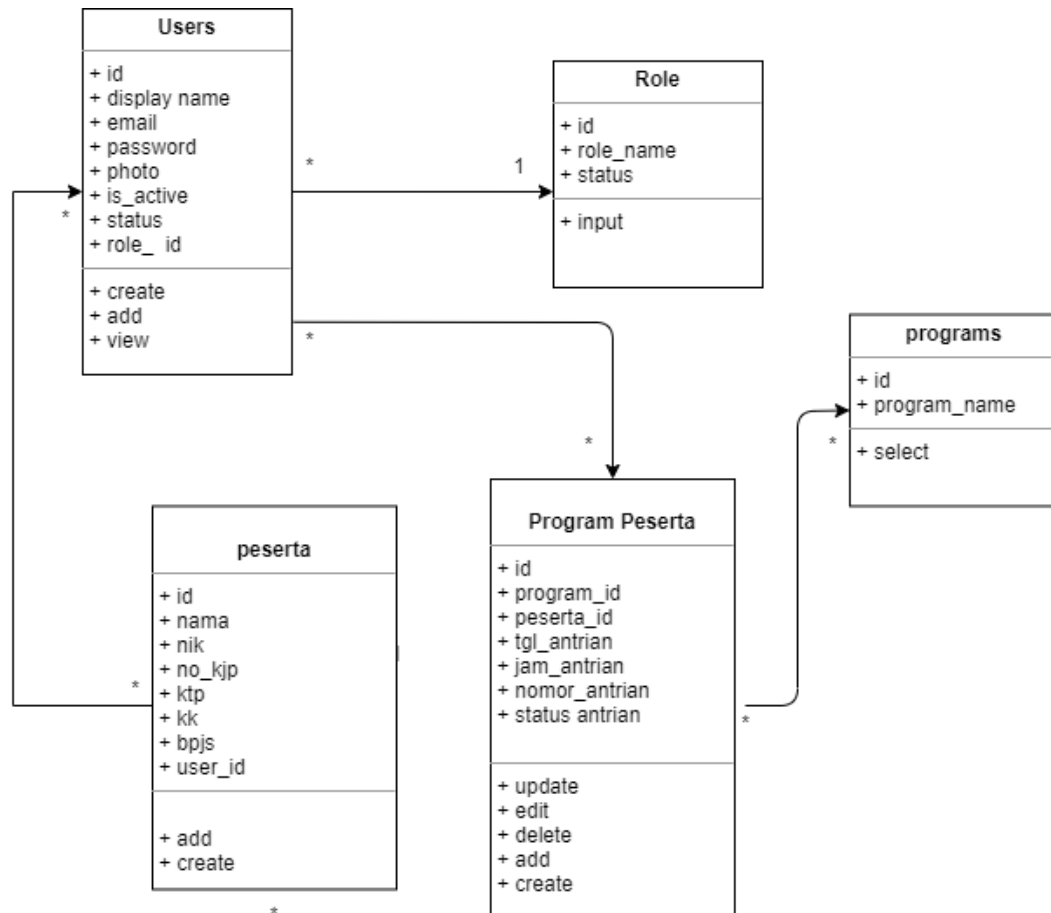 Users
+ id
+ display name
+ email
+ password
+ photo
+ is_active
+ status
+ role_ id
+ create
+ add
+ view
*
1
*
*
Role
+ id
+ role_name
+ status
+ input
*
programs
+ id
+ program_name
+ select
*
peserta
+ id
+ nama
+ nik
+ no_kjp
+ ktp
+ kk
+ bpjs
+ user_id
+ add
+ create
*
*
Program Peserta
+ id
+ program_id
+ peserta_id
+ tgl_antrian
+ jam_antrian
+ nomor_antrian
+ status antrian
+ update
+ edit
+ delete
+ add
+ create
*